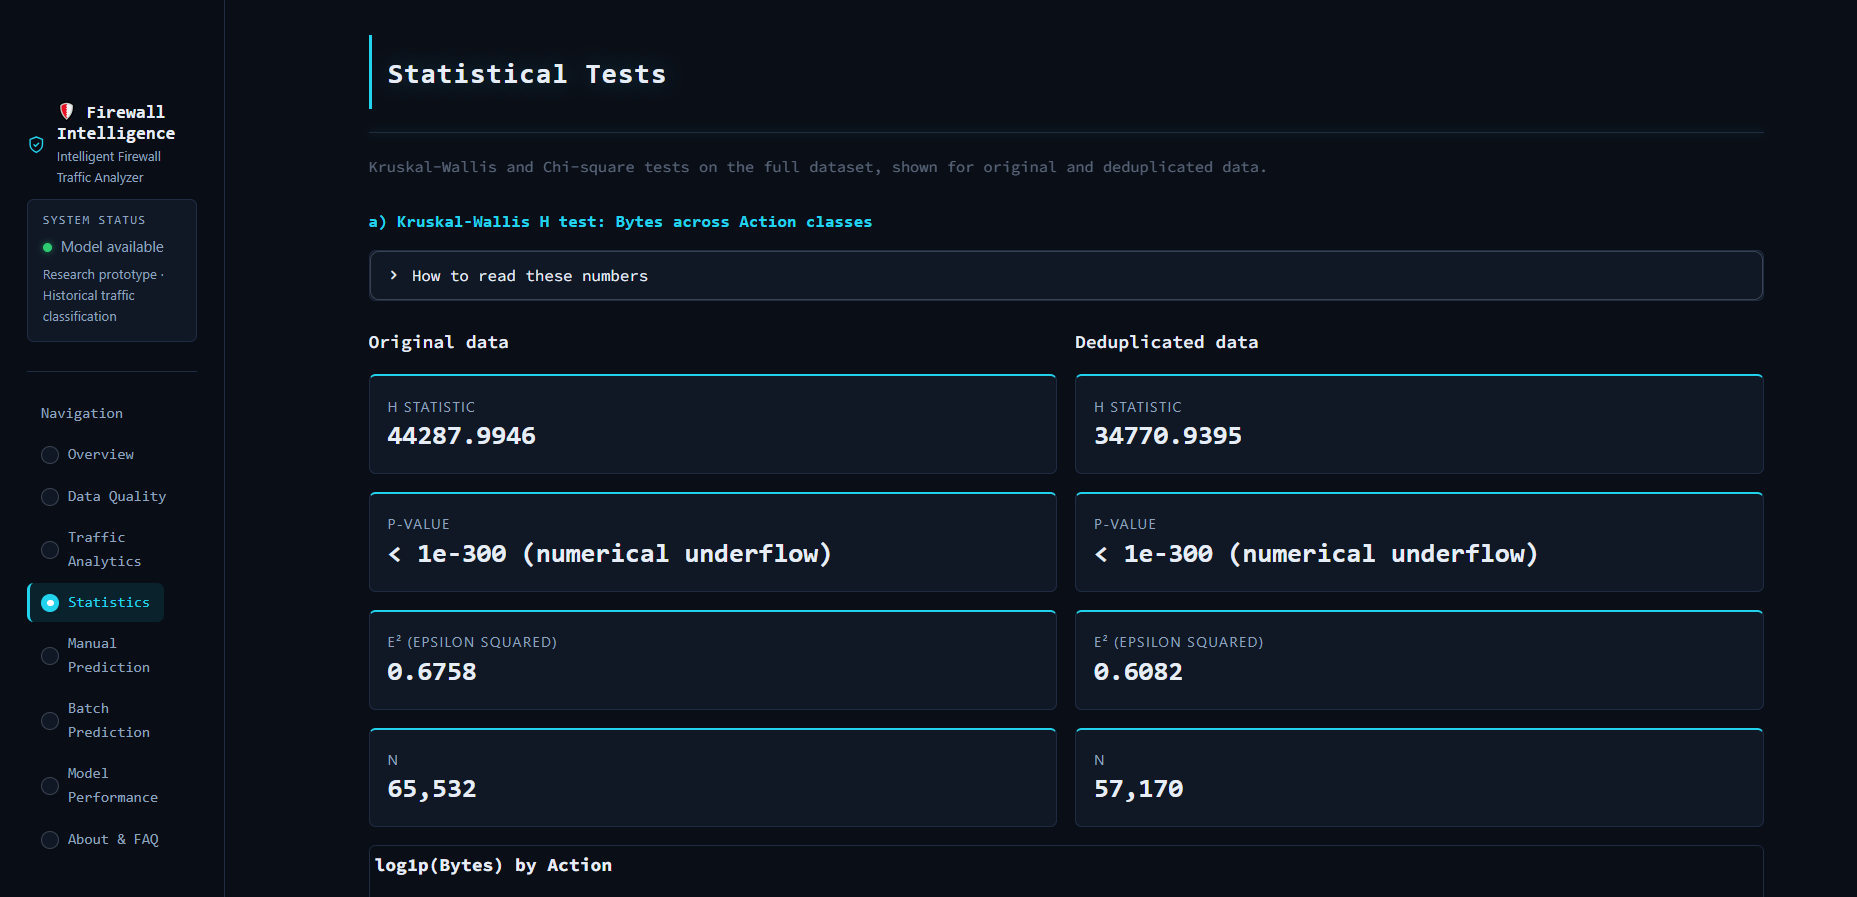 Firewall
Intelligence
Intelligent Firewall
Traffic Analyzer
SYSTEM STATUS
Model available
Research prototype ·
Historical traffic
classification
Navigation
Overview
Data Quality
Traffic
Analytics
Statistics
Manual
Prediction
Batch
Prediction
Model
Performance
About & FAQ
Statistical Tests
Kruskal-Wallis and Chi-square tests on the full dataset, shown for original and deduplicated data.
a) Kruskal-Wallis H test: Bytes across Action classes
How to read these numbers
Original data
H STATISTIC
44287.9946
P-VALUE
< 1e-300 (numerical underflow)
E² (EPSILON SQUARED)
0.6758
N
65,532
Deduplicated data
H STATISTIC
34770.9395
P-VALUE
< 1e-300 (numerical underflow)
E² (EPSILON SQUARED)
0.6082
N
57,170
log1p(Bytes) by Action